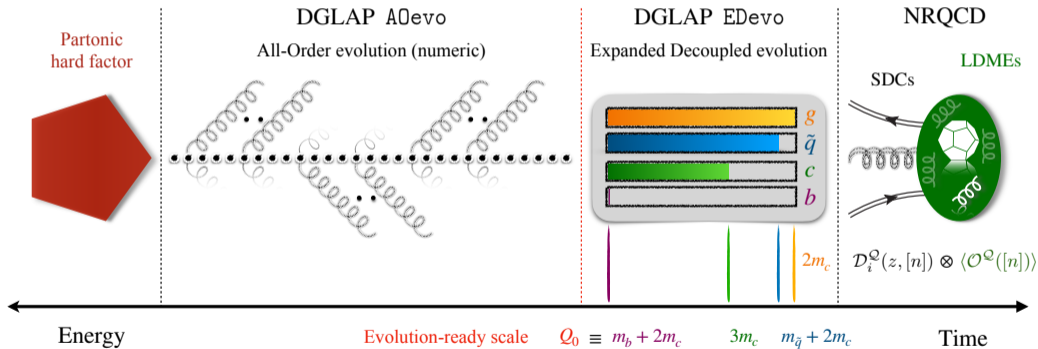 DGLAP AOevo
DGLAP EDevo
NRQCD
Partonic
hard factor
All-Order evolution (numeric)
Expanded Decoupled evolution
LDMEs
SDCs
g
q̃
c
b
2m_c
𝒟_i^𝒬(z,[n]) ⊗ ⟨𝒪^𝒬([n])⟩
Energy
Evolution-ready scale Q_0 ≡ m_b + 2m_c
3m_c
m_q̃ + 2m_c
Time